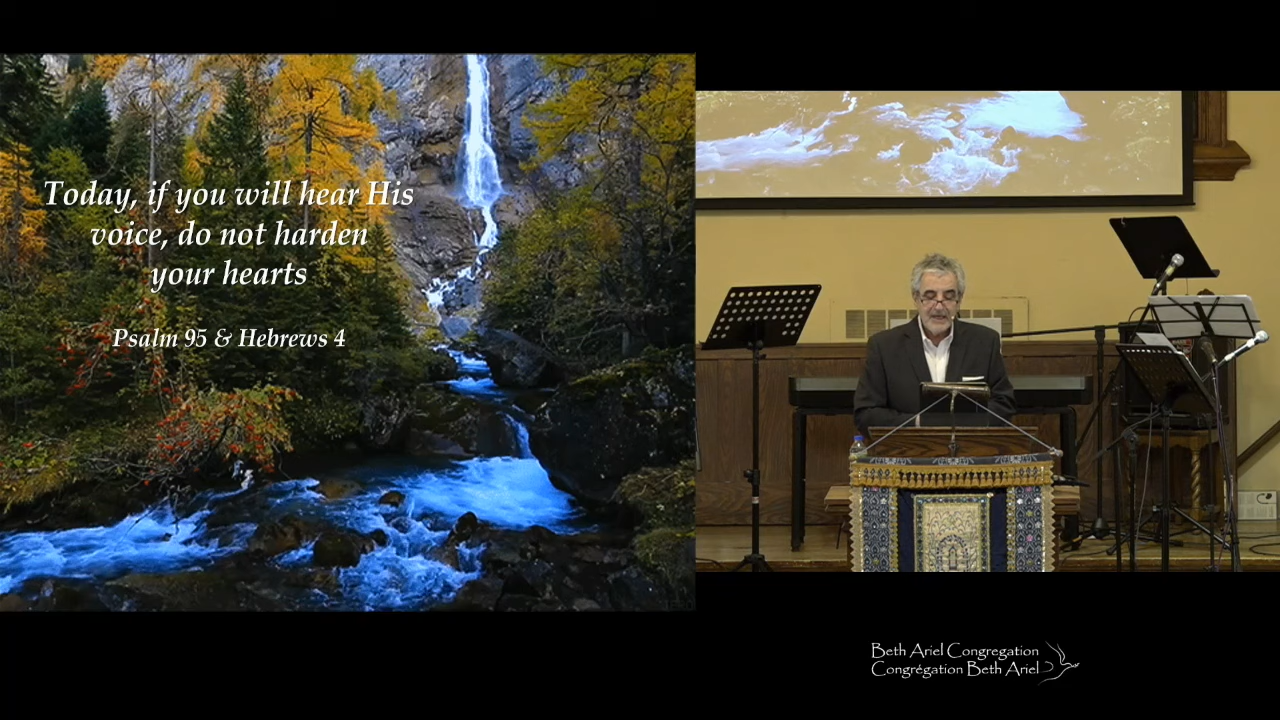 Today, if you will hear His
voice, do not harden
your hearts
Psalm 95 & Hebrews 4
Beth Ariel Congregation
Congrégation Beth Ariel